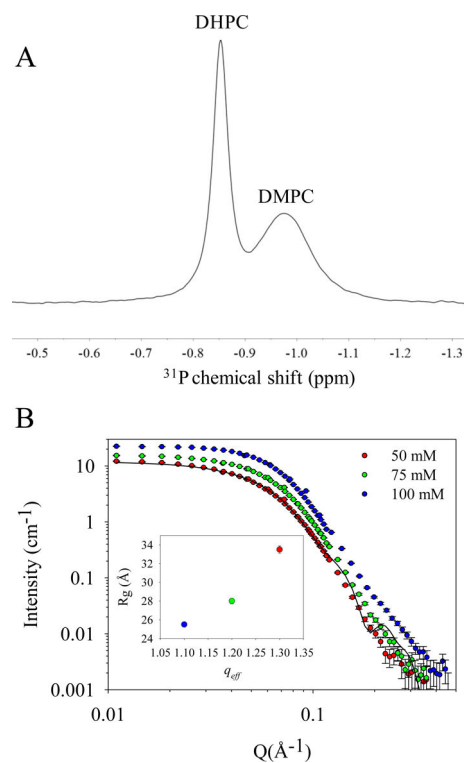 A
DHPC
DMPC
-0.5 -0.6 -0.7 -0.8 -0.9 -1.0 -1.1 -1.2 -1.3
³¹P chemical shift (ppm)
B
50 mM
75 mM
100 mM
10
1
0.1
0.01
0.001
Intensity (cm⁻¹)
34
32
30
28
26
24
Rg (Å)
1.05 1.10 1.15 1.20 1.25 1.30 1.35
qeff
0.01 0.1
Q(Å⁻¹)